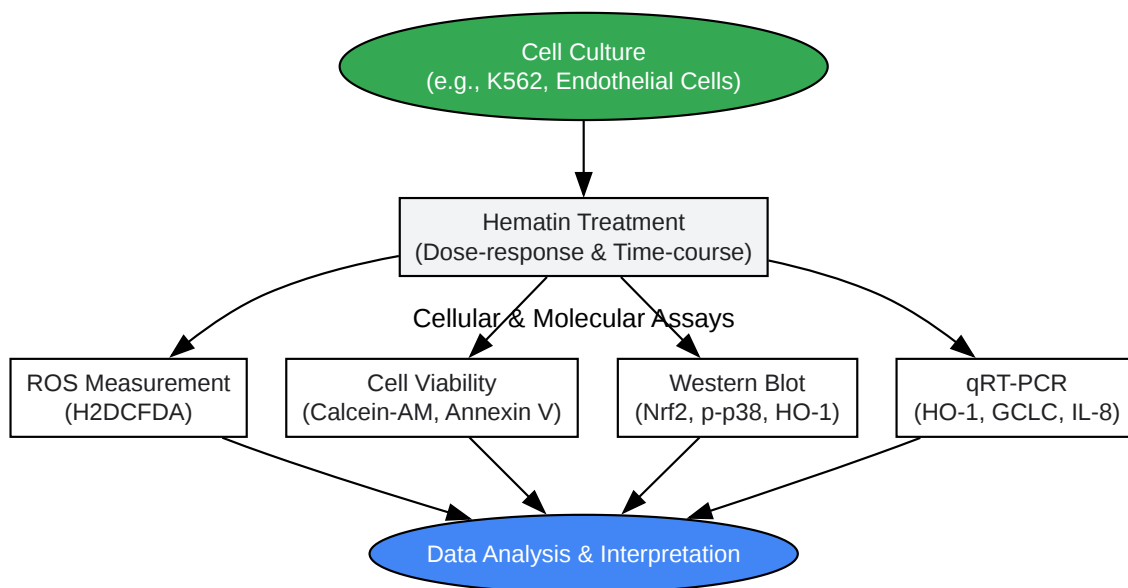 Cell Culture
(e.g., K562, Endothelial Cells)
Hematin Treatment
(Dose-response & Time-course)
Cellular & Molecular Assays
ROS Measurement
(H2DCFDA)
Cell Viability
(Calcein-AM, Annexin V)
Western Blot
(Nrf2, p-p38, HO-1)
qRT-PCR
(HO-1, GCLC, IL-8)
Data Analysis & Interpretation